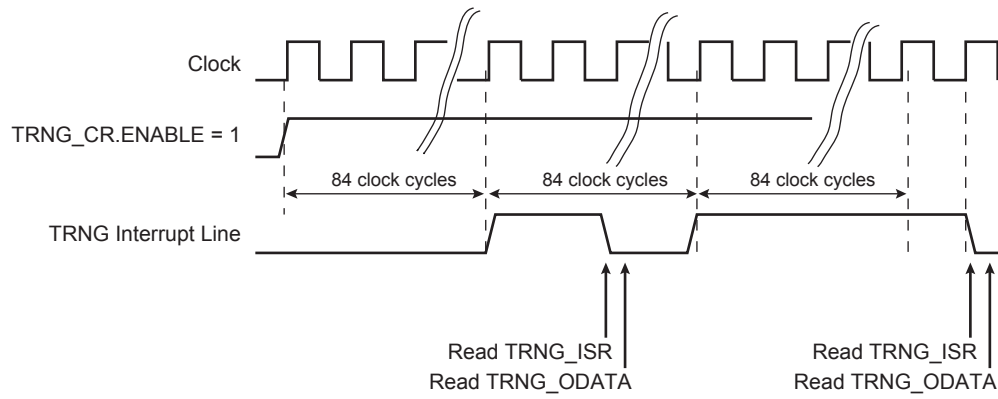 Clock
TRNG_CR.ENABLE = 1
84 clock cycles
84 clock cycles
84 clock cycles
TRNG Interrupt Line
Read TRNG_ISR
Read TRNG_ISR
Read TRNG_ODATA
Read TRNG_ODATA